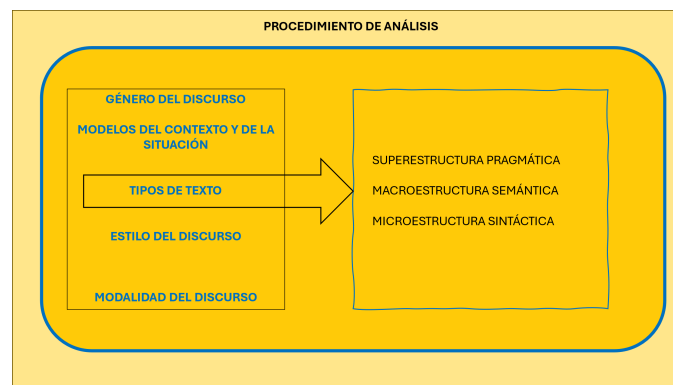 PROCEDIMIENTO DE ANÁLISIS
GÉNERO DEL DISCURSO
MODELOS DEL CONTEXTO Y DE LA
SITUACIÓN
TIPOS DE TEXTO
ESTILO DEL DISCURSO
MODALIDAD DEL DISCURSO
SUPERESTRUCTURA PRAGMÁTICA
MACROESTRUCTURA SEMÁNTICA
MICROESTRUCTURA SINTÁCTICA